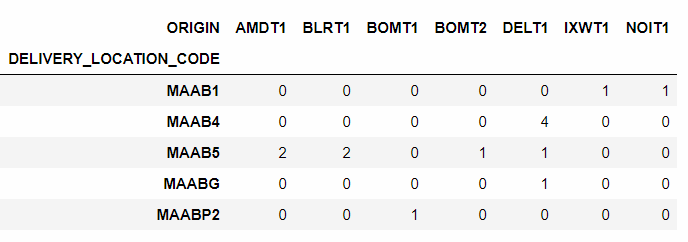 ORIGIN AMDT1 BLRT1 BOMT1 BOMT2 DELT1 IXWT1 NOIT1
DELIVERY_LOCATION_CODE
MAAB1 0 0 0 0 0 1 1
MAAB4 0 0 0 0 4 0 0
MAAB5 2 2 0 1 1 0 0
MAABG 0 0 0 0 1 0 0
MAABP2 0 0 1 0 0 0 0